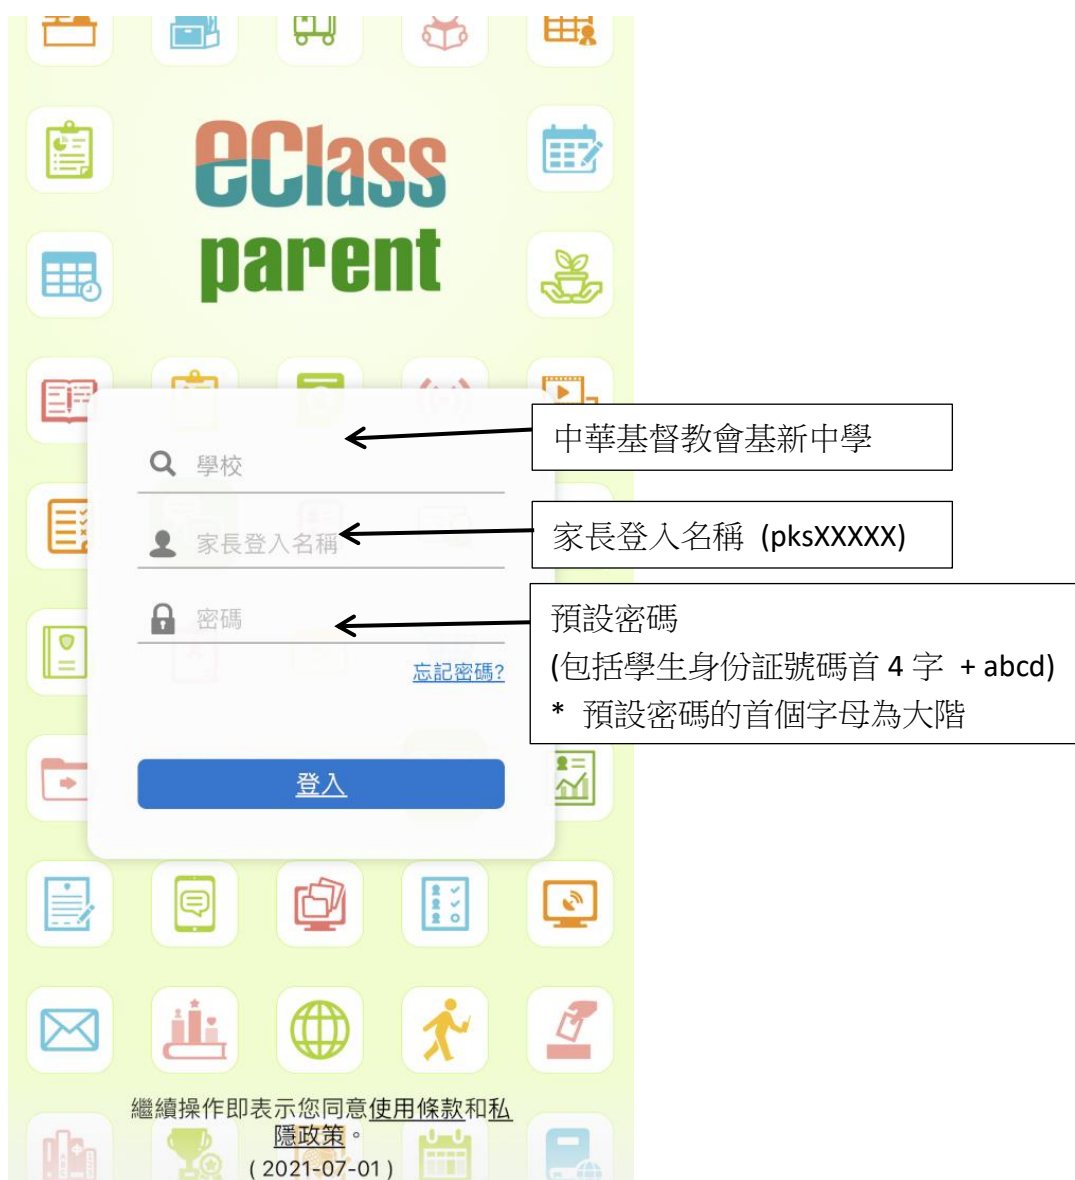 eClass
parent
學校
中華基督教會基新中學
家長登入名稱
家長登入名稱 (pksXXXXX)
密碼
預設密碼
(包括學生身份証號碼首 4 字 + abcd)
* 預設密碼的首個字母為大階
忘記密碼?
登入
繼續操作即表示您同意使用條款和私
隱政策。
( 2021-07-01 )